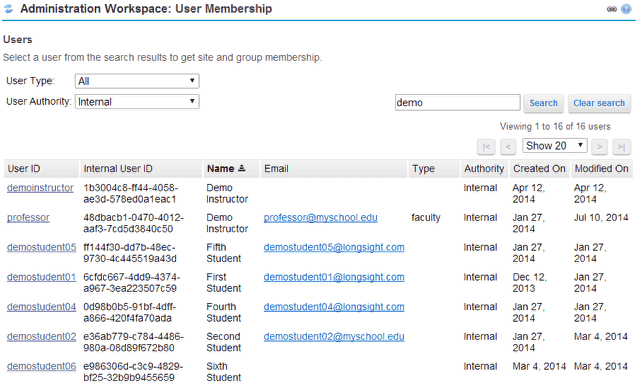 Administration Workspace: User Membership
Users
Select a user from the search results to get site and group membership.
User Type: All
User Authority: Internal demo Search Clear search
Viewing 1 to 16 of 16 users
|< < Show 20 > >|
User ID Internal User ID Name Email Type Authority Created On Modified On
demoinstructor 1b3004c8-ff44-4058- Demo Internal Apr 12, Apr 12,
ae3d-578ed0a1eac1 Instructor 2014 2014
professor 48dbacb1-0470-4012- Demo professor@myschool.edu faculty Internal Jan 27, Jul 10, 2014
aaf3-7cd5d3840c50 Instructor 2014
demostudent05 ff144f30-dd7b-48ec- Fifth demostudent05@longsight.com Internal Jan 27, Jan 27,
9730-4c445519a43d Student 2014 2014
demostudent01 6cfdc667-4dd9-4374- First demostudent01@longsight.com Internal Dec 12, Jan 27,
a967-3ea223507c59 Student 2013 2014
demostudent04 0d98b0b5-91bf-4dff- Fourth demostudent04@longsight.com Internal Jan 27, Jan 27,
a866-420f4fa70ada Student 2014 2014
demostudent02 e36ab779-c784-4486- Second demostudent02@myschool.edu Internal Jan 27, Mar 4, 2014
980a-08d89f672b80 Student 2014
demostudent06 e986306d-c3c9-4829- Sixth Internal Mar 4, 2014 Mar 4, 2014
bf25-32b9b9455659 Student